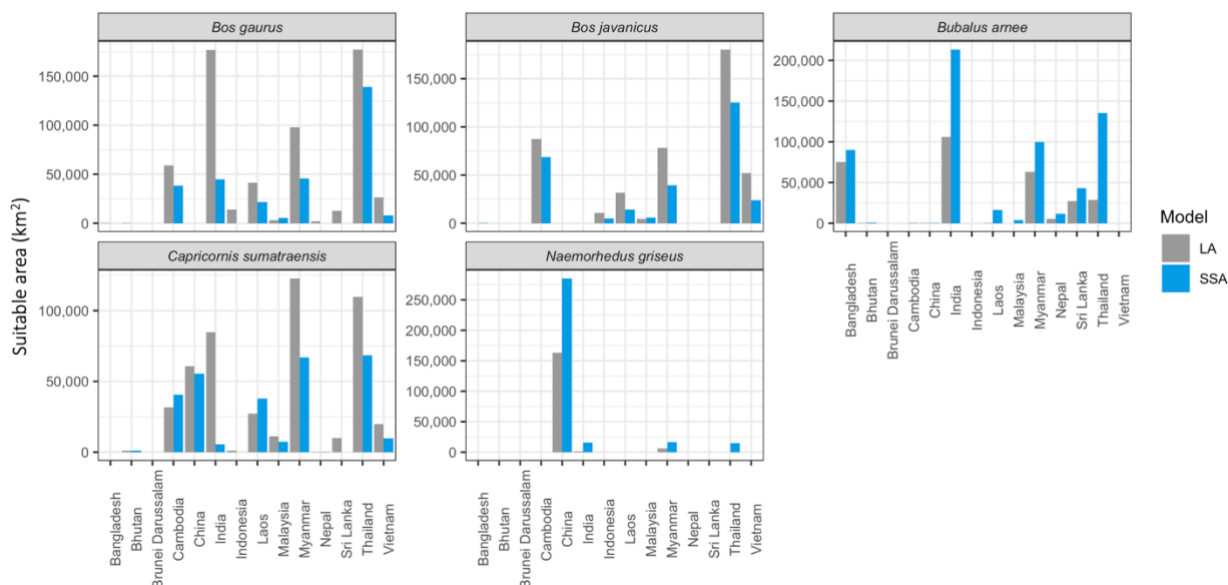 Bos gaurus
Bos javanicus
Bubalus arnee
150,000
100,000
50,000
0
150,000
100,000
50,000
0
200,000
150,000
100,000
50,000
0
Suitable area (km²)
Capricornis sumatraensis
Naemorhedus griseus
100,000
50,000
0
250,000
200,000
150,000
100,000
50,000
0
Bangladesh
Bhutan
Brunei Darussalam
Cambodia
China
India
Indonesia
Laos
Malaysia
Myanmar
Nepal
Sri Lanka
Thailand
Vietnam
Model
LA
SSA
Bangladesh
Bhutan
Brunei Darussalam
Cambodia
China
India
Indonesia
Laos
Malaysia
Myanmar
Nepal
Sri Lanka
Thailand
Vietnam
Bangladesh
Bhutan
Brunei Darussalam
Cambodia
China
India
Indonesia
Laos
Malaysia
Myanmar
Nepal
Sri Lanka
Thailand
Vietnam